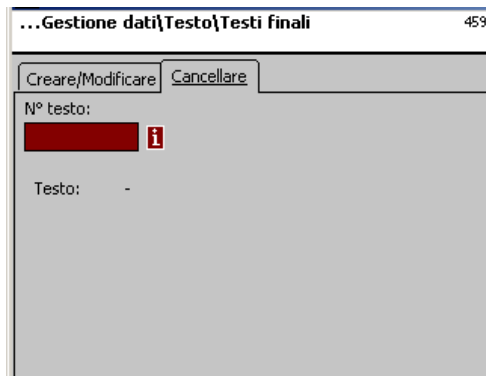 ...Gestione dati\Testo\Testi finali 459
Creare/Modificare Cancellare
N° testo:
i
Testo: -